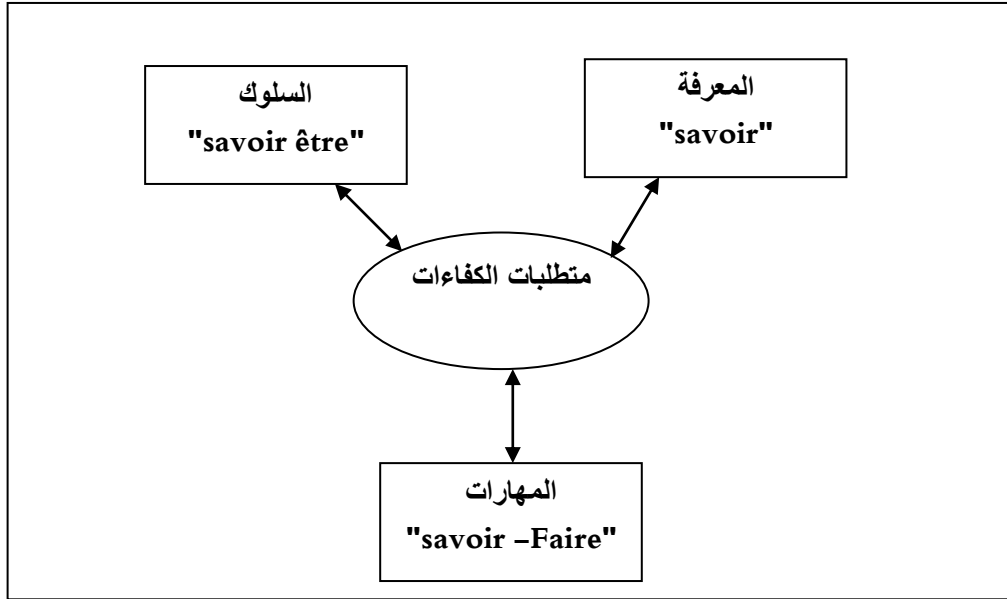 المعرفة
"savoir"
السلوك
"savoir être"
متطلبات الكفاءات
المهارات
"savoir –Faire"